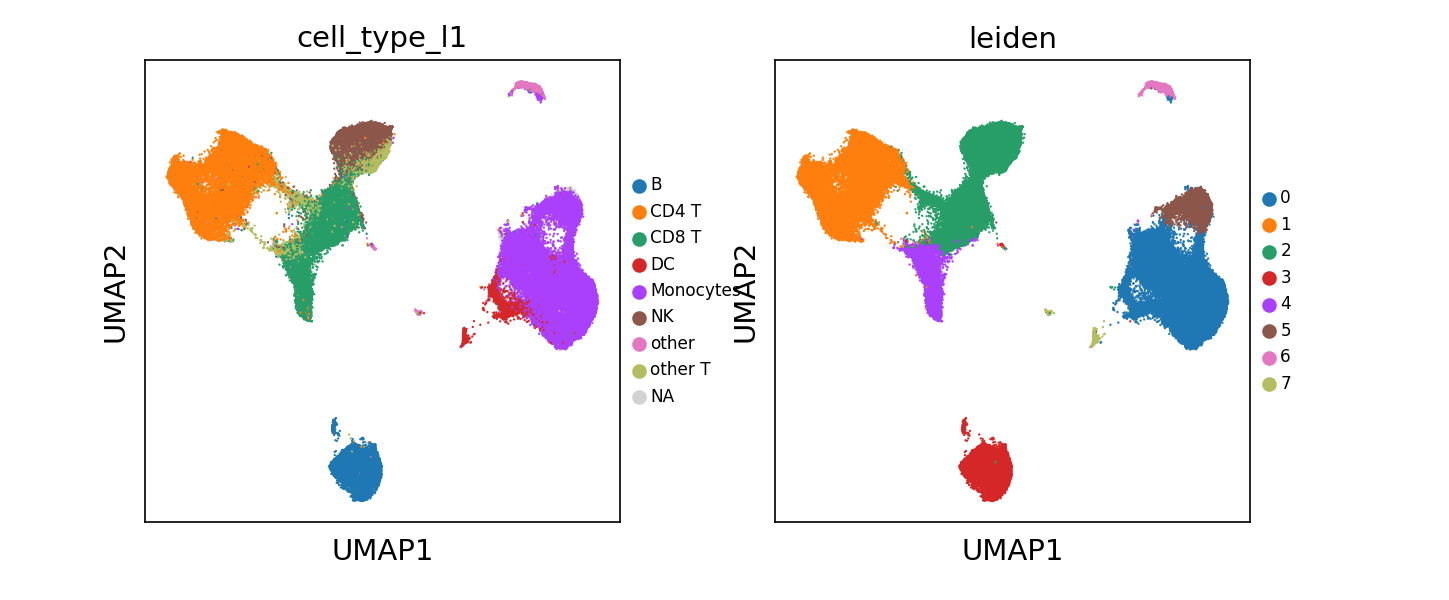 cell_type_l1
UMAP2
UMAP1
B
CD4 T
CD8 T
DC
Monocytes
NK
other
other T
NA
leiden
UMAP2
UMAP1
0
1
2
3
4
5
6
7